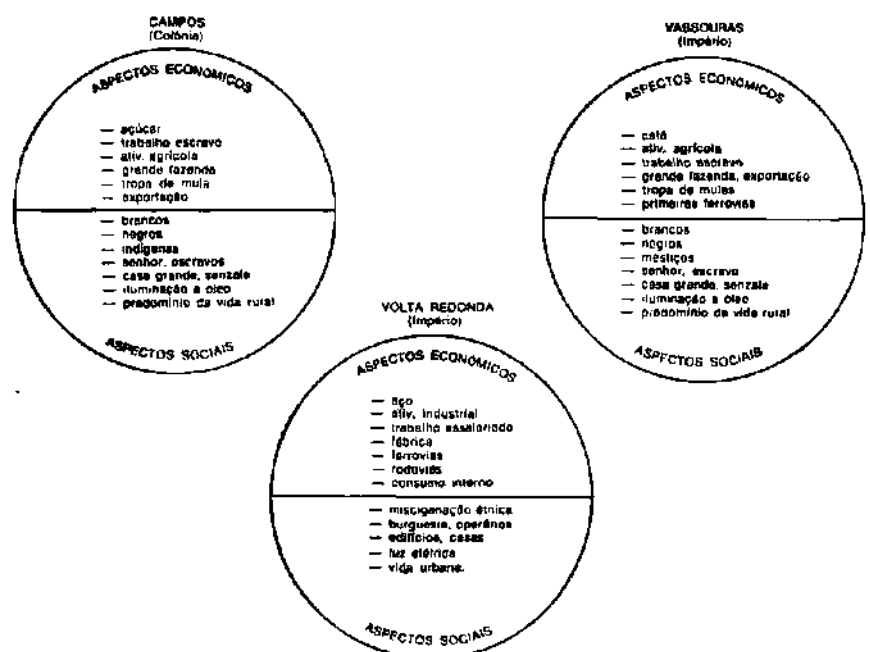 CAMPOS
(Colônia)
ASPECTOS ECONÔMICOS
— açúcar
— trabalho escravo
— ativ. agrícola
— grande fazenda
— tropa de mula
— exportação
— brancos
— negros
— indígenas
— senhor, escravos
— casa grande, senzala
— iluminação a óleo
— predomínio da vida rural
ASPECTOS SOCIAIS
VASSOURAS
(Império)
ASPECTOS ECONÔMICOS
— café
— ativ. agrícola
— trabalho escravo
— grande fazenda, exportação
— tropa de mulas
— primeiras ferrovias
— brancos
— negros
— mestiços
— senhor, escravo
— casa grande, senzala
— iluminação a óleo
— predomínio da vida rural
ASPECTOS SOCIAIS
VOLTA REDONDA
(Império)
ASPECTOS ECONÔMICOS
— aço
— ativ. industrial
— trabalho assalariado
— fábrica
— ferrovias
— rodovias
— consumo interno
— miscigenação étnica
— burguesia, operários
— edifícios, casas
— luz elétrica
— vida urbana.
ASPECTOS SOCIAIS